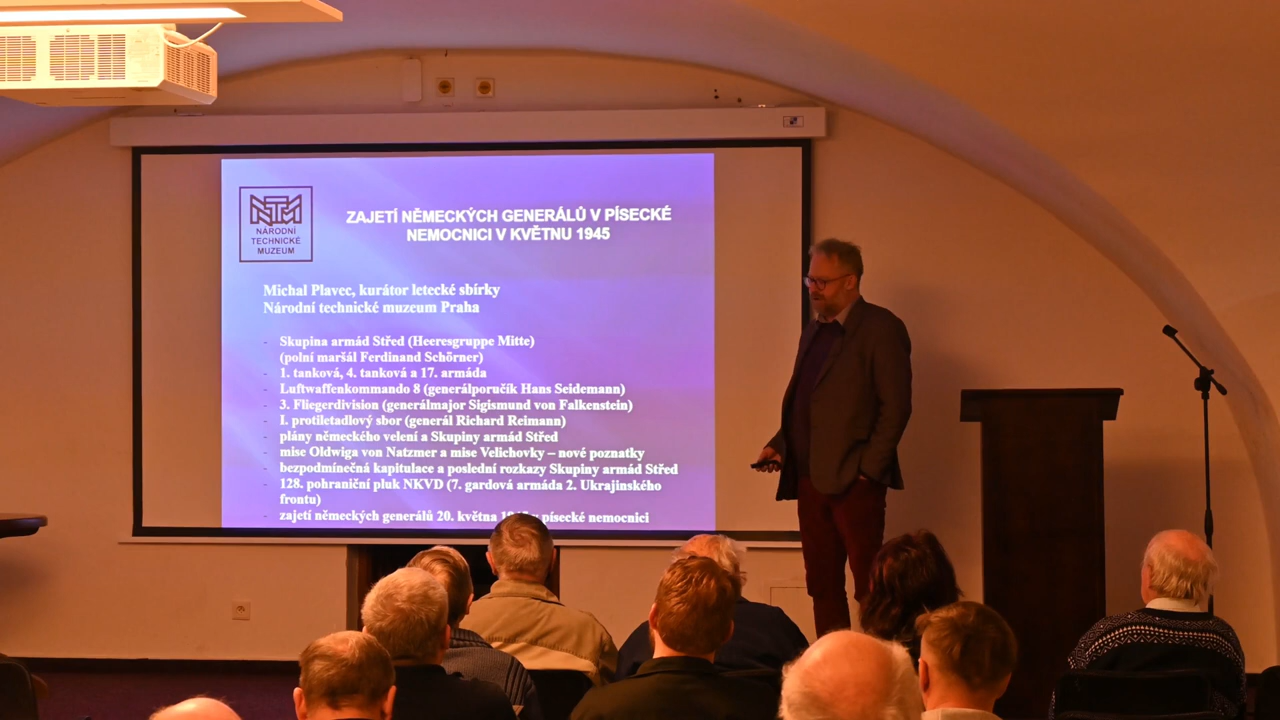 NTM
NÁRODNÍ
TECHNICKÉ
MUZEUM
ZAJETÍ NĚMECKÝCH GENERÁLŮ V PÍSECKÉ
NEMOCNICI V KVĚTNU 1945
Michal Plavec, kurátor letecké sbírky
Národní technické muzeum Praha
- Skupina armád Střed (Heeresgruppe Mitte)
(polní maršál Ferdinand Schörner)
- 1. tanková, 4. tanková a 17. armáda
- Luftwaffenkommando 8 (generálporučík Hans Seidemann)
- 3. Fliegerdivision (generálmajor Sigismund von Falkenstein)
- I. protiletadlový sbor (generál Richard Reimann)
- plány německého velení a Skupiny armád Střed
- mise Oldwiga von Natzmer a mise Velichovky – nové poznatky
- bezpodmínečná kapitulace a poslední rozkazy Skupiny armád Střed
- 128. pohraniční pluk NKVD (7. gardová armáda 2. Ukrajinského
frontu)
- zajetí německých generálů 20. května 1945 v písecké nemocnici